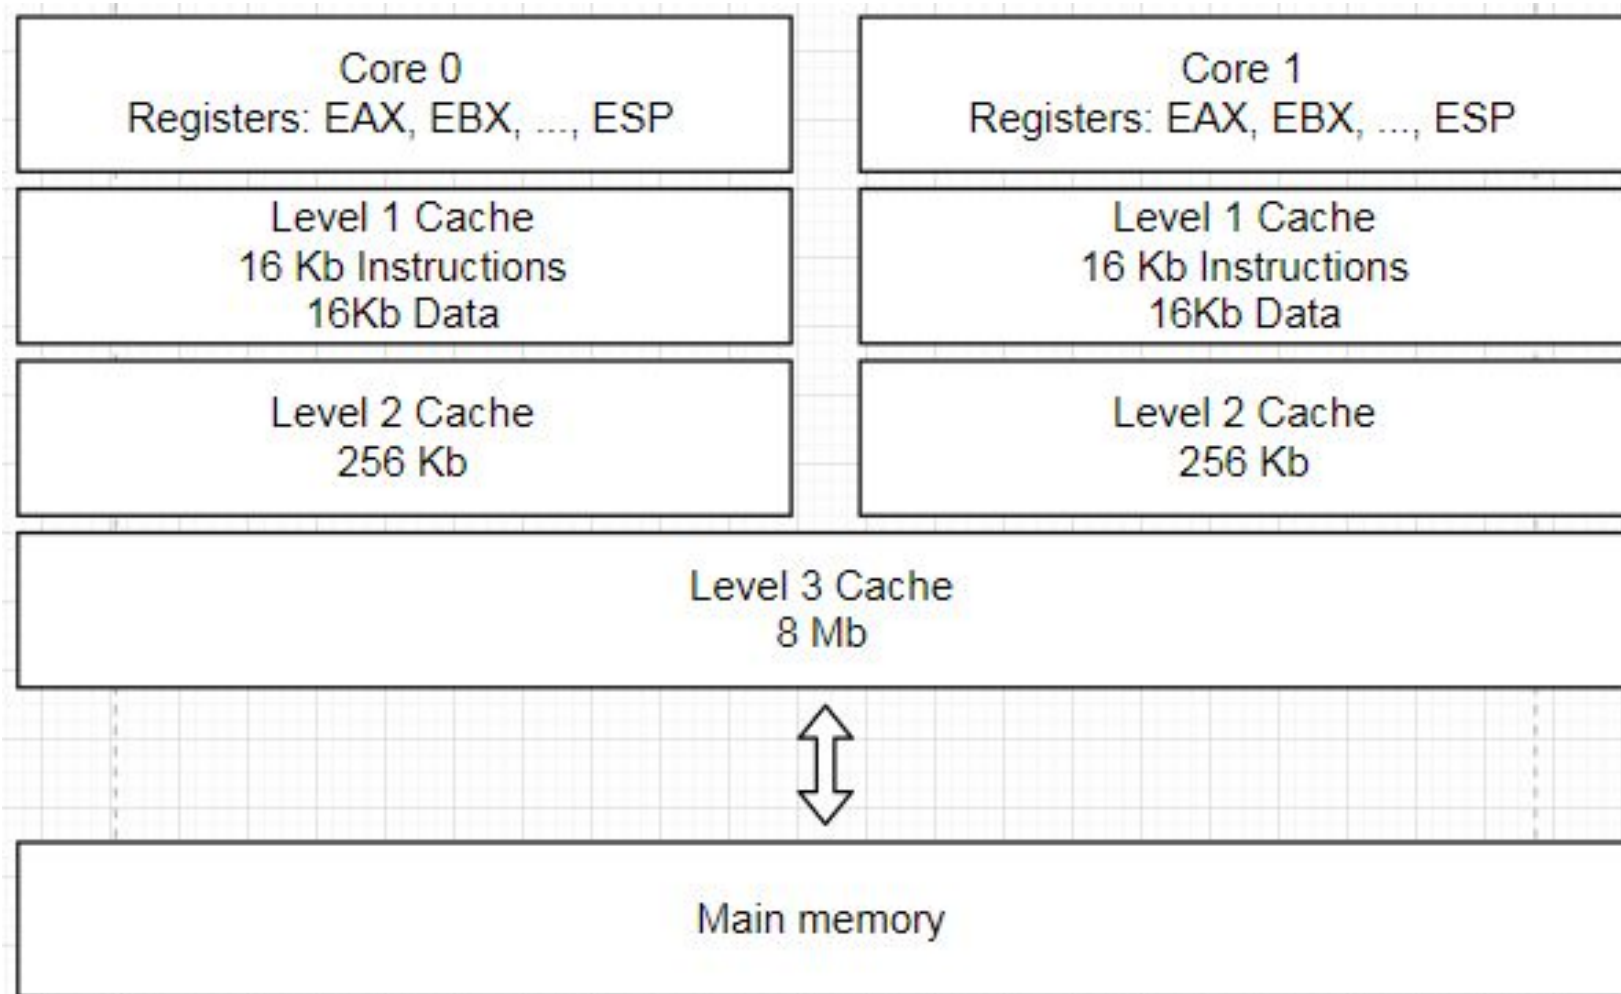 Core 0
Registers: EAX, EBX, ..., ESP
Core 1
Registers: EAX, EBX, ..., ESP
Level 1 Cache
16 Kb Instructions
16Kb Data
Level 1 Cache
16 Kb Instructions
16Kb Data
Level 2 Cache
256 Kb
Level 2 Cache
256 Kb
Level 3 Cache
8 Mb
Main memory